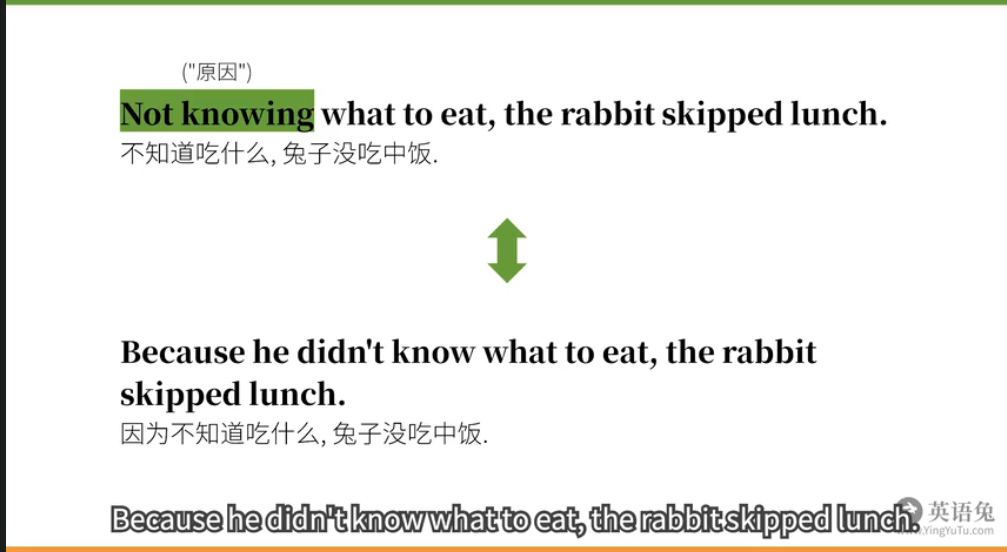 ("原因")
Not knowing what to eat, the rabbit skipped lunch.
不知道吃什么, 兔子没吃中饭.
Because he didn't know what to eat, the rabbit
skipped lunch.
因为不知道吃什么, 兔子没吃中饭.
Because he didn't know what to eat, the rabbit skipped lunch.
英语兔
www.YingYuTu.com